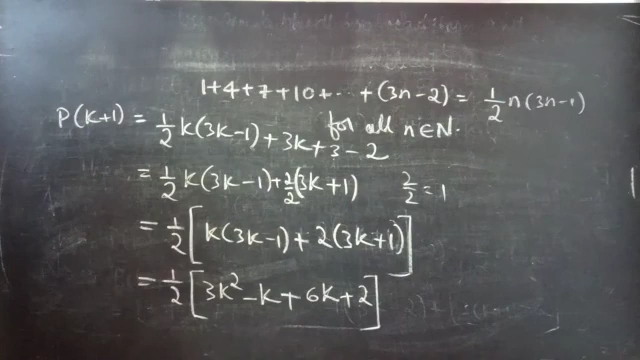 1+4+7+10+--- + (3n-2) = 1/2 n(3n-1)
for all n∈N.
P(k+1) = 1/2 k(3k-1) + 3k+3-2
= 1/2 k(3k-1) + 2/2 (3k+1) 2/2 = 1
= 1/2 [k(3k-1) + 2(3k+1)]
= 1/2 [3k² - k + 6k + 2]